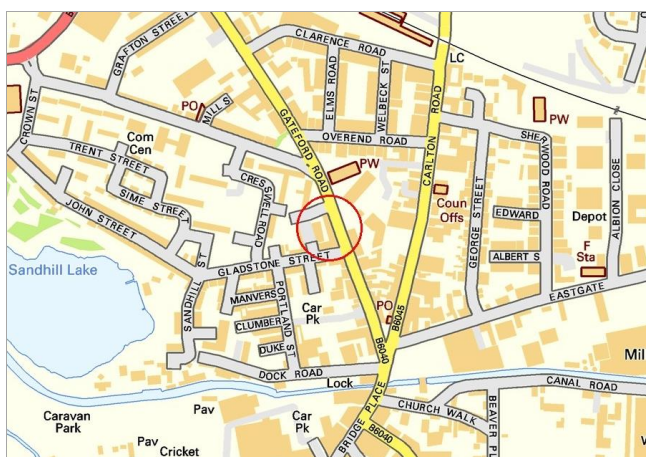 CLARENCE ROAD
LC
GRAFTON STREET
ELMS ROAD
WELBECK ST
CARLTON ROAD
PO
MILL S
GATEFORD ROAD
PW
CROWN ST
Com
Cen
OVEREND ROAD
SHERWOOD ROAD
TRENT STREET
PW
ALBION CLOSE
CRESSWELL ROAD
SIME STREET
Coun
Offs
GEORGE STREET
EDWARD
Depot
JOHN STREET
F
Sta
ALBERT S
Sandhill Lake
GLADSTONE STREET
SANDHILL ST
MANVERS
PORTLAND ST
Car
Pk
PO
B6045
EASTGATE
CLUMBER
DUKE
B6040
Mil
DOCK ROAD
Lock
CANAL ROAD
Caravan
Park
Pav
Car
Pk
BRIDGE PLACE
CHURCH WALK
BEAVER PL
B6040
Pav
Cricket